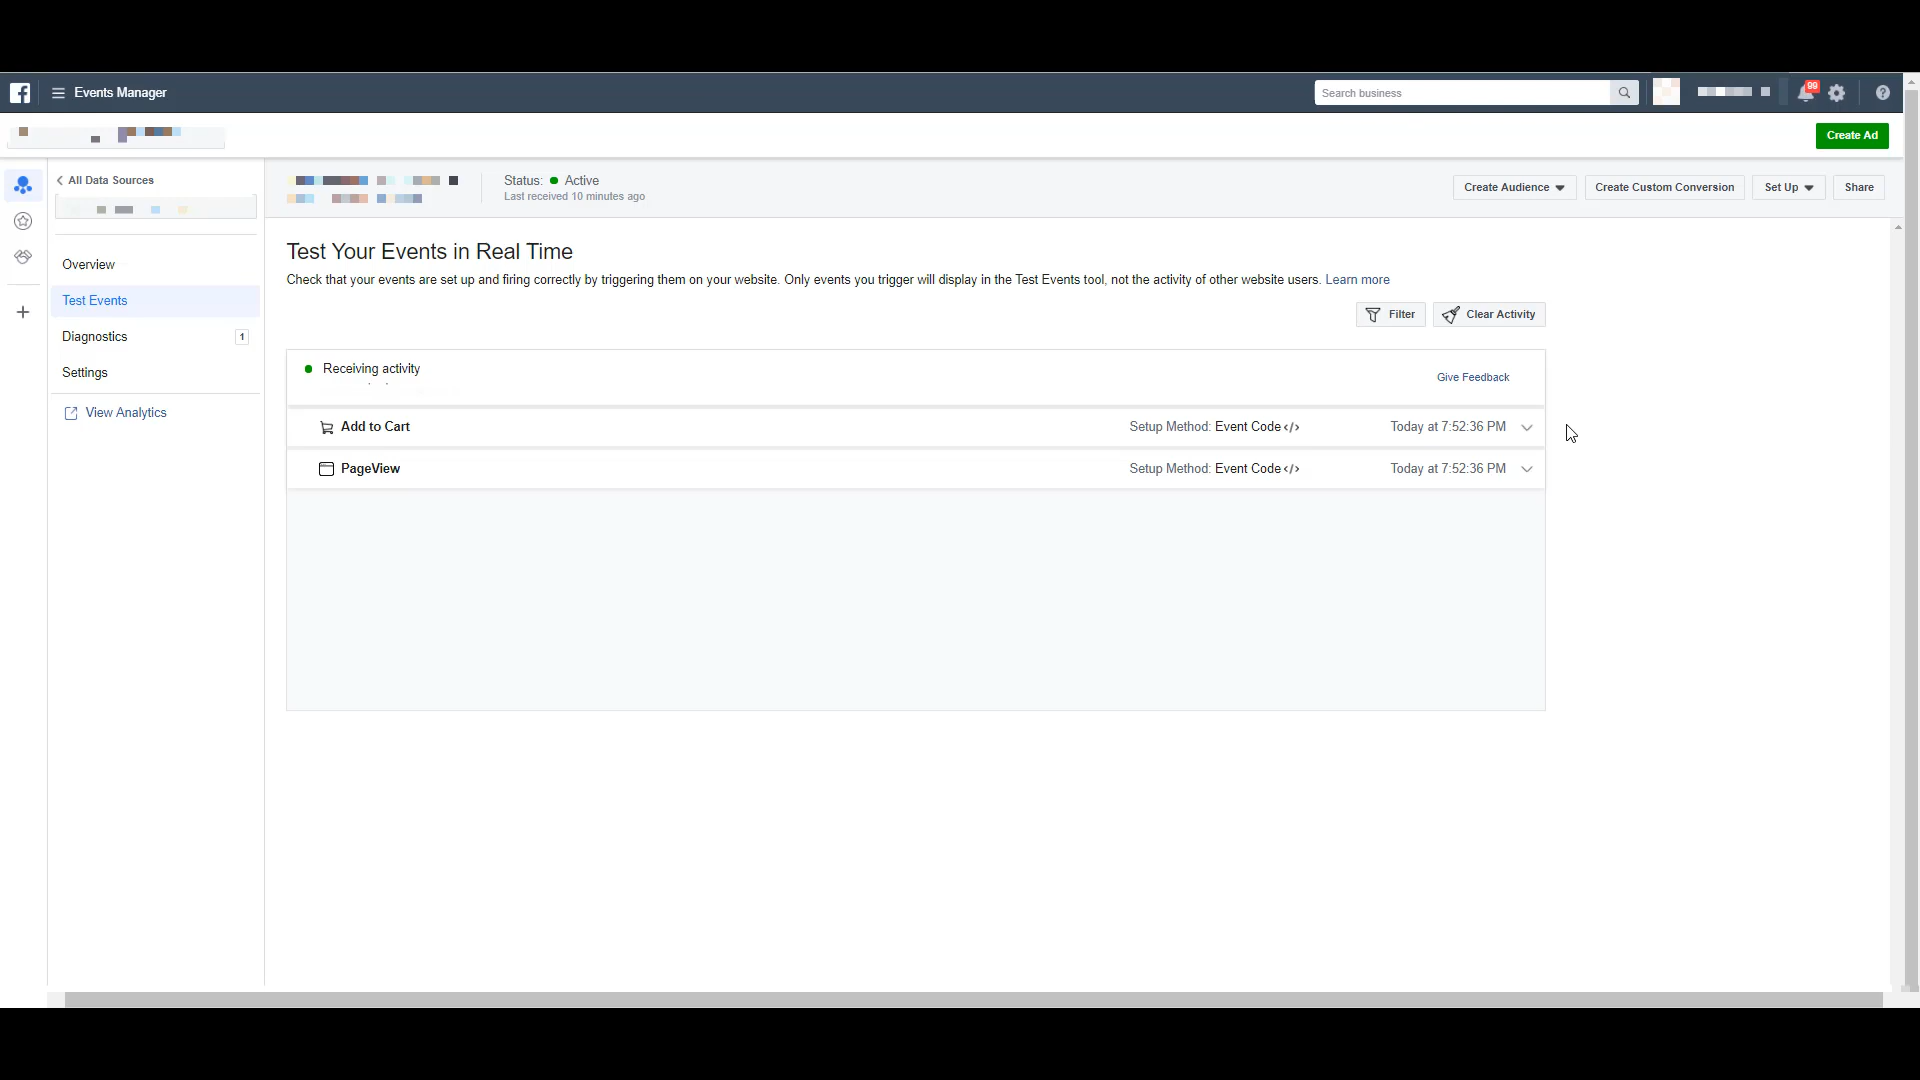 Events Manager
Search business
99
Create Ad
All Data Sources
Status: Active
Last received 10 minutes ago
Create Audience
Create Custom Conversion
Set Up
Share
Overview
Test Events
Diagnostics 1
Settings
View Analytics
Test Your Events in Real Time
Check that your events are set up and firing correctly by triggering them on your website. Only events you trigger will display in the Test Events tool, not the activity of other website users. Learn more
Filter
Clear Activity
Receiving activity
Give Feedback
Add to Cart Setup Method: Event Code</> Today at 7:52:36 PM
PageView Setup Method: Event Code</> Today at 7:52:36 PM